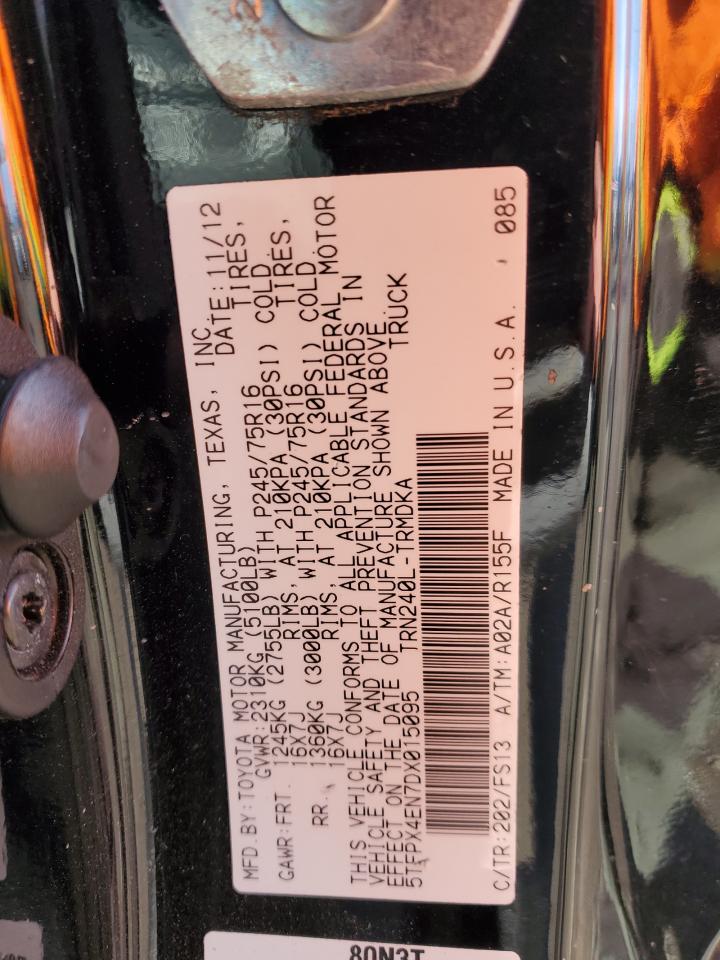 MFD.BY:TOYOTA MOTOR MANUFACTURING, TEXAS, INC.
GVWR:2310KG (5100LB) DATE:11/12
GAWR:FRT. 1245KG (2755LB) WITH P245/75R16 TIRES,
16X7J RIMS, AT 210KPA (30PSI) COLD
RR. 1360KG (3000LB) WITH P245/75R16 TIRES,
16X7J RIMS, AT 210KPA (30PSI) COLD
THIS VEHICLE CONFORMS TO ALL APPLICABLE FEDERAL MOTOR
VEHICLE SAFETY AND THEFT PREVENTION STANDARDS IN
EFFECT ON THE DATE OF MANUFACTURE SHOWN ABOVE.
5TFPX4EN7DX015095 TRN240L-TRMDKA TRUCK
C/TR:202/FS13 A/TM:A02A/R155F MADE IN U.S.A. 085
80N3T